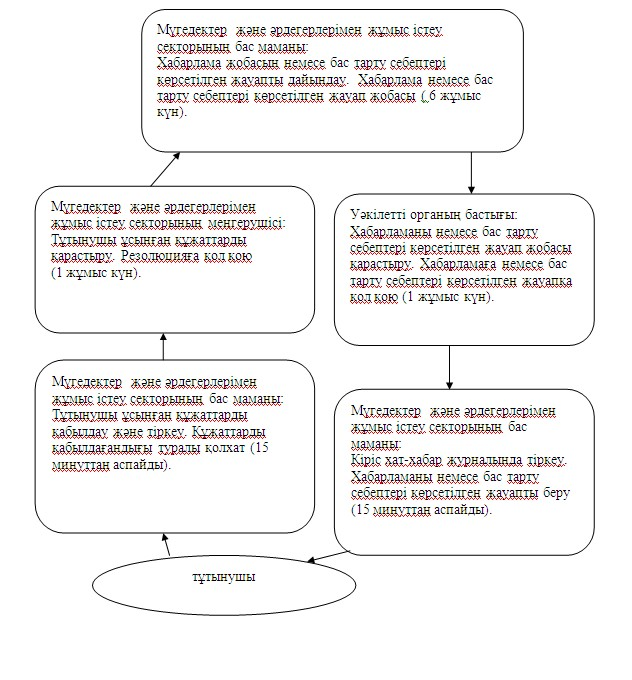 Мүгедектер және әрдегерлерімен жұмыс істеу
секторының бас маманы:
Хабарлама жобасын немесе бас тарту себептері
көрсетілген жауапты дайындау. Хабарлама немесе бас
тарту себептері көрсетілген жауап жобасы ( 6 жұмыс
күн).
Мүгедектер және әрдегерлерімен
жұмыс істеу секторының меңгерушісі:
Тұтынушы ұсынған құжаттарды
қарастыру. Резолюцияға қол қою
(1 жұмыс күн).
Уәкілетті органың бастығы:
Хабарламаны немесе бас тарту
себептері көрсетілген жауап жобасы
қарастыру. Хабарламаға немесе бас
тарту себептері көрсетілген жауапқа
қол қою (1 жұмыс күн).
Мүгедектер және әрдегерлерімен
жұмыс істеу секторының бас маманы:
Тұтынушы ұсынған құжаттарды
қабылдау және тіркеу. Құжаттарды
қабылдағандығы туралы қолхат (15
минуттан аспайды).
Мүгедектер және әрдегерлерімен
жұмыс істеу секторының бас
маманы:
Кіріс хат-хабар журналында тіркеу.
Хабарламаны немесе бас тарту
себептері көрсетілген жауапты беру
(15 минуттан аспайды).
тұтынушы